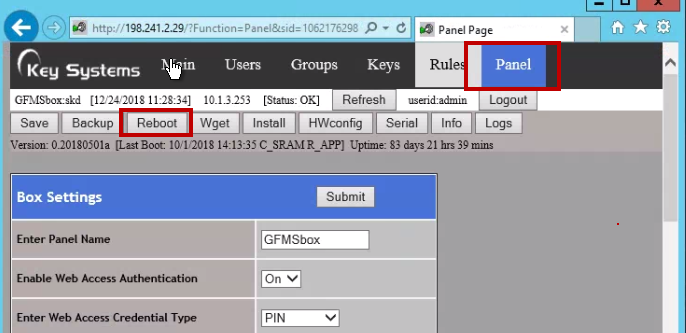 http://198.241.2.29/?Function=Panel&sid=1062176298
Panel Page
Key Systems Main Users Groups Keys Rules Panel
GFMSbox:skd [12/24/2018 11:28:34] 10.1.3.253 [Status: OK] Refresh userid:admin Logout
Save Backup Reboot Wget Install HWconfig Serial Info Logs
Version: 0.20180501a [Last Boot: 10/1/2018 14:13:35 C_SRAM R_APP] Uptime: 83 days 21 hrs 39 mins
Box Settings Submit
Enter Panel Name GFMSbox
Enable Web Access Authentication On
Enter Web Access Credential Type PIN